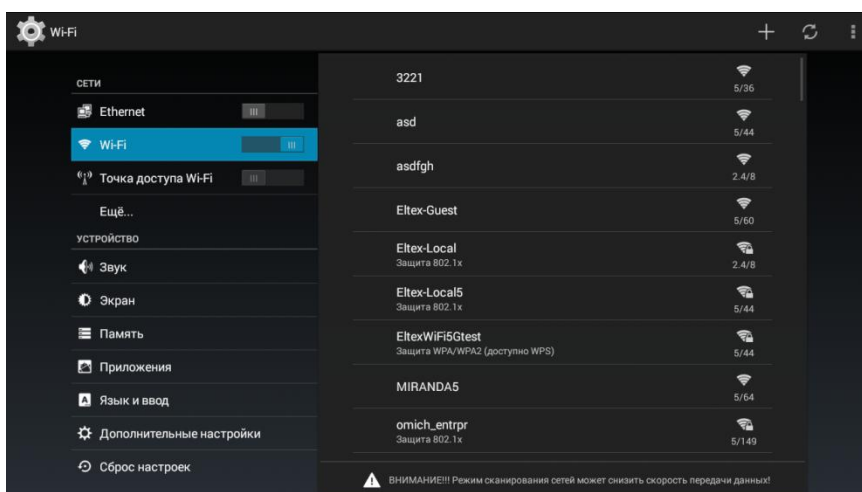 Wi-Fi
СЕТИ
Ethernet
Wi-Fi
Точка доступа Wi-Fi
Ещё...
УСТРОЙСТВО
Звук
Экран
Память
Приложения
Язык и ввод
Дополнительные настройки
Сброс настроек
3221
5/36
asd
5/44
asdfgh
2.4/8
Eltex-Guest
5/60
Eltex-Local
Защита 802.1x
2.4/8
Eltex-Local5
Защита 802.1x
5/44
EltexWiFi5Gtest
Защита WPA/WPA2 (доступно WPS)
5/44
MIRANDA5
5/64
omich_entrpr
Защита 802.1x
5/149
ВНИМАНИЕ!!! Режим сканирования сетей может снизить скорость передачи данных!